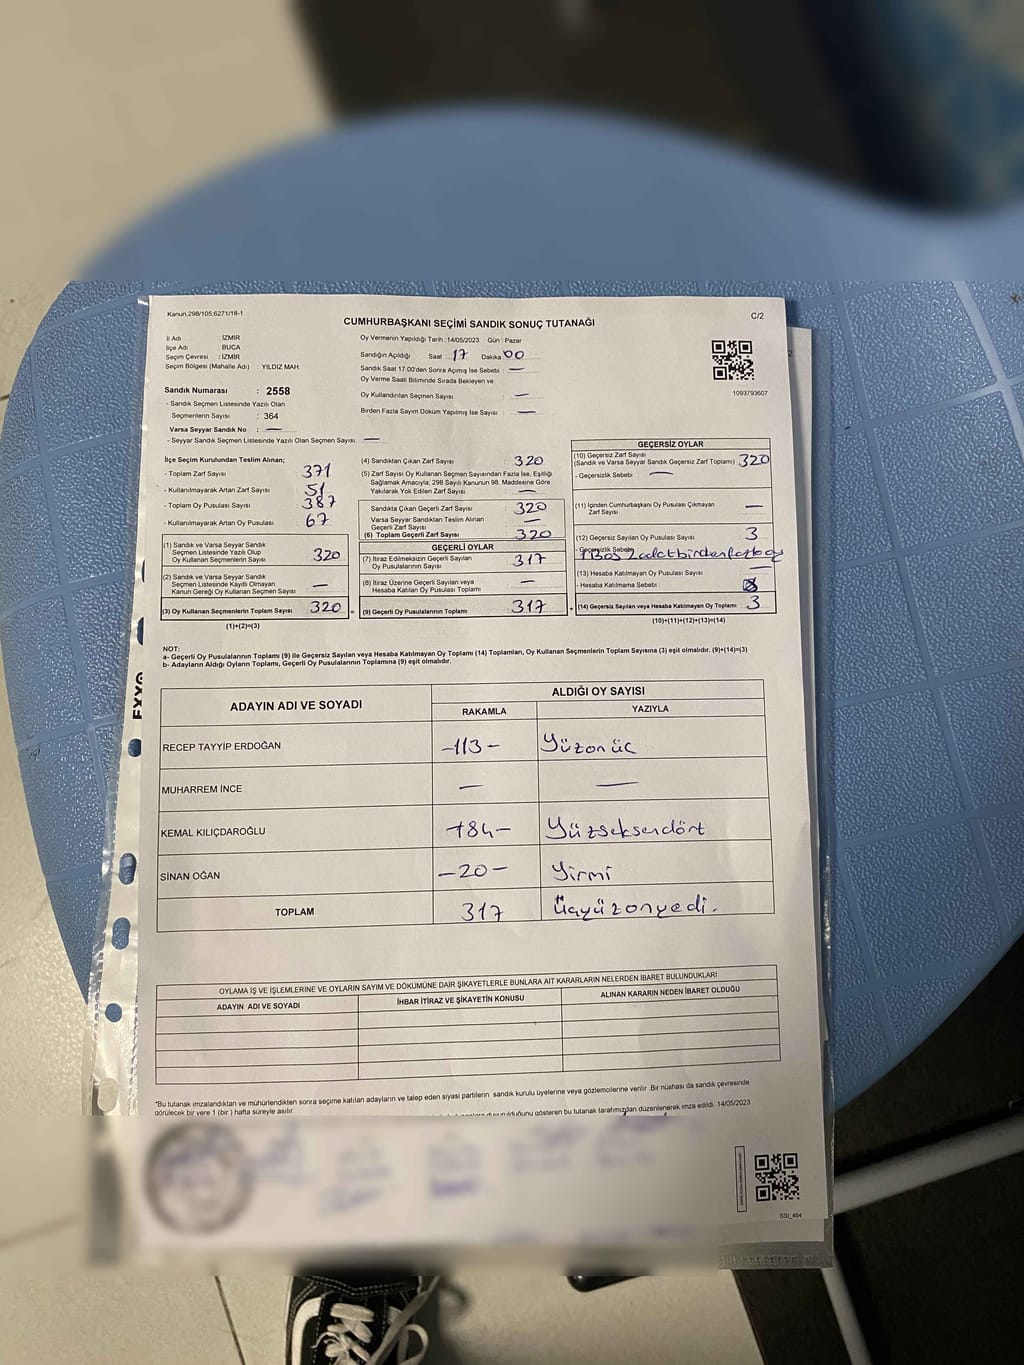 Kanun:298/105;6271/18-1
C/2
CUMHURBAŞKANI SEÇİMİ SANDIK SONUÇ TUTANAĞI
İl Adı : İZMİR
İlçe Adı : BUCA
Seçim Çevresi : İZMİR
Seçim Bölgesi (Mahalle Adı) : YILDIZ MAH
Sandık Numarası : 2558
- Sandık Seçmen Listesinde Yazılı Olan
Seçmenlerin Sayısı : 364
Varsa Seyyar Sandık No : —
- Seyyar Sandık Seçmen Listesinde Yazılı Olan Seçmen Sayısı : —
Oy Vermenin Yapıldığı Tarih : 14/05/2023 Gün : Pazar
Sandığın Açıldığı Saat : 17 Dakika 00
Sandık Saat 17.00'den Sonra Açımış İse Sebebi : —
Oy Verme Saati Bitiminde Sırada Bekleyen ve
Oy Kullandırılan Seçmen Sayısı : —
Birden Fazla Sayım Döküm Yapılmış İse Sayısı : —
1093793607
İlçe Seçim Kurulundan Teslim Alınan;
- Toplam Zarf Sayısı 371
- Kullanılmayarak Artan Zarf Sayısı 51
- Toplam Oy Pusulası Sayısı 387
- Kullanılmayarak Artan Oy Pusulası 67
(1) Sandık ve Varsa Seyyar Sandık
Seçmen Listesinde Yazılı Olup
Oy Kullanan Seçmenlerin Sayısı 320
(2) Sandık ve Varsa Seyyar Sandık
Seçmen Listesinde Kayıtlı Olmayan
Kanun Gereği Oy Kullanan Seçmen Sayısı —
(3) Oy Kullanan Seçmenlerin Toplam Sayısı 320
(1)+(2)=(3)
(4) Sandıktan Çıkan Zarf Sayısı : 320
(5) Zarf Sayısı Oy Kullanan Seçmen Sayısından Fazla İse, Eşitliği
Sağlamak Amacıyla, 298 Sayılı Kanunun 98. Maddesine Göre
Yakılarak Yok Edilen Zarf Sayısı : —
Sandıkta Çıkan Geçerli Zarf Sayısı : 320
Varsa Seyyar Sandıktan Teslim Alınan
Geçerli Zarf Sayısı : —
(6) Toplam Geçerli Zarf Sayısı : 320
GEÇERLİ OYLAR
(7) İtiraz Edilmeksizin Geçerli Sayılan
Oy Pusulasının Sayısı : 317
(8) İtiraz Üzerine Geçerli Sayılan veya
Hesaba Katılan Oy Pusulası Toplamı : —
(9) Geçerli Oy Pusulalarının Toplamı : 317
GEÇERSİZ OYLAR
(10) Geçersiz Zarf Sayısı
(Sandık ve Varsa Seyyar Sandık Geçersiz Zarf Toplamı) : 320
- Geçersizlik Sebebi : —
(11) İçinden Cumhurbaşkanı Oy Pusulası Çıkmayan
Zarf Sayısı : —
(12) Geçersiz Sayılan Oy Pusulası Sayısı : 3
- Geçersizlik Sebebi 1 Boş 2 adet birden fazla oy
(13) Hesaba Katılmayan Oy Pusulası Sayısı : —
- Hesaba Katılmama Sebebi :
(14) Geçersiz Sayılan veya Hesaba Katılmayan Oy Toplamı : 3
(10)+(11)+(12)+(13)=(14)
NOT:
a- Geçerli Oy Pusulalarının Toplamı (9) ile Geçersiz Sayılan veya Hesaba Katılmayan Oy Toplamı (14) Toplamları, Oy Kullanan Seçmenlerin Toplam Sayısına (3) eşit olmalıdır. (9)+(14)=(3)
b- Adayların Aldığı Oyların Toplamı, Geçerli Oy Pusulalarının Toplamına (9) eşit olmalıdır.
ADAYIN ADI VE SOYADI
ALDIĞI OY SAYISI
RAKAMLA YAZIYLA
RECEP TAYYİP ERDOĞAN -113- Yüzonüç
MUHARREM İNCE — —
KEMAL KILIÇDAROĞLU -184- Yüzseksendört
SİNAN OĞAN -20- Yirmi
TOPLAM 317 Üçyüzonyedi.
OYLAMA İŞ VE İŞLEMLERİNE VE OYLARIN SAYIM VE DÖKÜMÜNE DAİR ŞİKAYETLERLE BUNLARA AİT KARARLARIN NELERDEN İBARET BULUNDUKLARI
ADAYIN ADI VE SOYADI İHBAR İTİRAZ VE ŞİKAYETİN KONUSU ALINAN KARARIN NEDEN İBARET OLDUĞU
*Bu tutanak imzalandıktan ve mühürlendikten sonra seçime katılan adayların ve talep eden siyasi partilerin sandık kurulu üyelerine veya gözlemcilerine verilir. Bir nüshası da sandık çevresinde
görülecek bir yere 1 (bir) hafta süreyle asılır.
duyurulduğunu gösteren bu tutanak tarafımızdan düzenlenerek imza edildi. 14/05/2023
SSİ_404